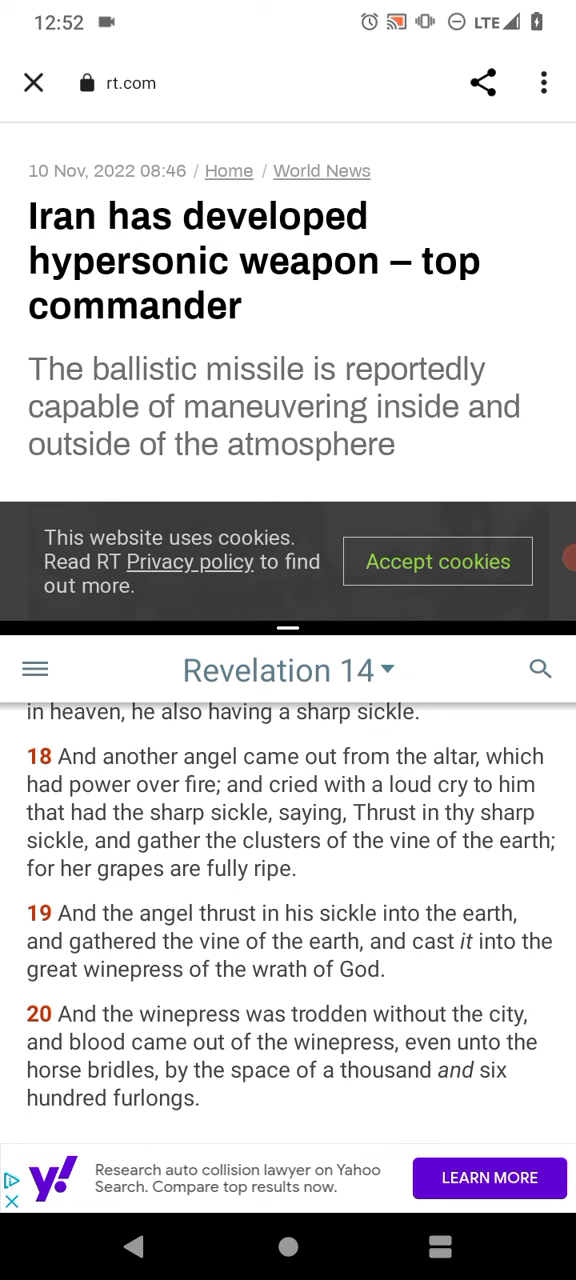 12:52
LTE
rt.com
10 Nov, 2022 08:46 / Home / World News
Iran has developed
hypersonic weapon – top
commander
The ballistic missile is reportedly
capable of maneuvering inside and
outside of the atmosphere
This website uses cookies.
Read RT Privacy policy to find
out more.
Accept cookies
Revelation 14
in heaven, he also having a sharp sickle.
18 And another angel came out from the altar, which
had power over fire; and cried with a loud cry to him
that had the sharp sickle, saying, Thrust in thy sharp
sickle, and gather the clusters of the vine of the earth;
for her grapes are fully ripe.
19 And the angel thrust in his sickle into the earth,
and gathered the vine of the earth, and cast it into the
great winepress of the wrath of God.
20 And the winepress was trodden without the city,
and blood came out of the winepress, even unto the
horse bridles, by the space of a thousand and six
hundred furlongs.
y!
Research auto collision lawyer on Yahoo
Search. Compare top results now.
LEARN MORE